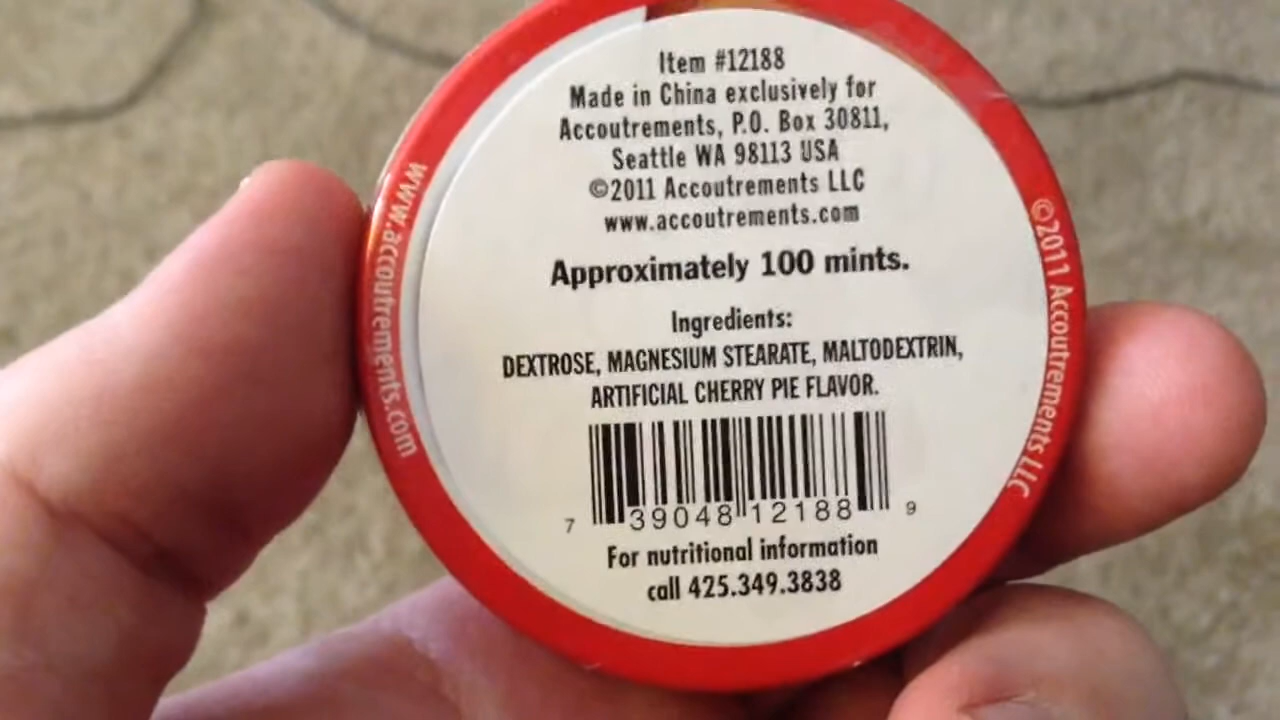 Item #12188
Made in China exclusively for
Accoutrements, P.O. Box 30811,
Seattle WA 98113 USA
©2011 Accoutrements LLC
www.accoutrements.com
Approximately 100 mints.
Ingredients:
DEXTROSE, MAGNESIUM STEARATE, MALTODEXTRIN,
ARTIFICIAL CHERRY PIE FLAVOR.
7 39048 12188 9
For nutritional information
call 425.349.3838
www.accoutrements.com
©2011 Accoutrements LLC